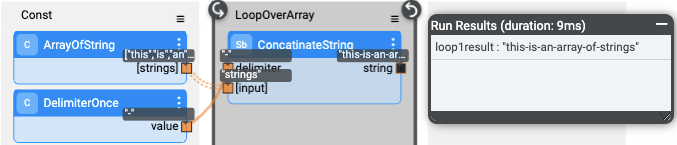 Const
C
ArrayOfString
["this","is","an"...
[strings]
C
DelimiterOnce
"-"
value
LoopOverArray
Sb
ConcatinateString
"-"
delimiter
"strings"
[input]
"this-is-an-ar...
string
Run Results (duration: 9ms)
loop1result : "this-is-an-array-of-strings"